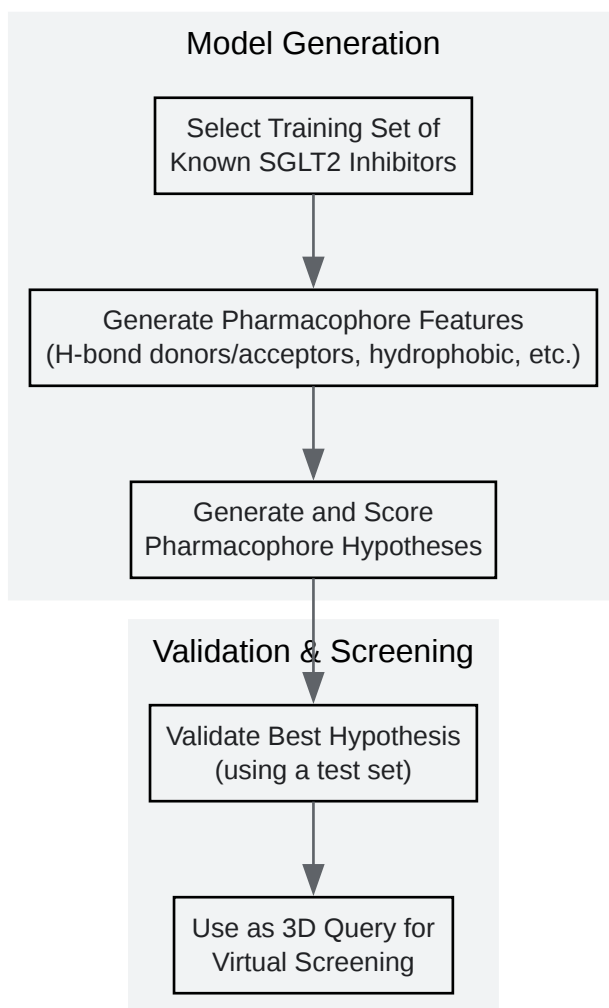 Model Generation
Select Training Set of
Known SGLT2 Inhibitors
Generate Pharmacophore Features
(H-bond donors/acceptors, hydrophobic, etc.)
Generate and Score
Pharmacophore Hypotheses
Validation & Screening
Validate Best Hypothesis
(using a test set)
Use as 3D Query for
Virtual Screening